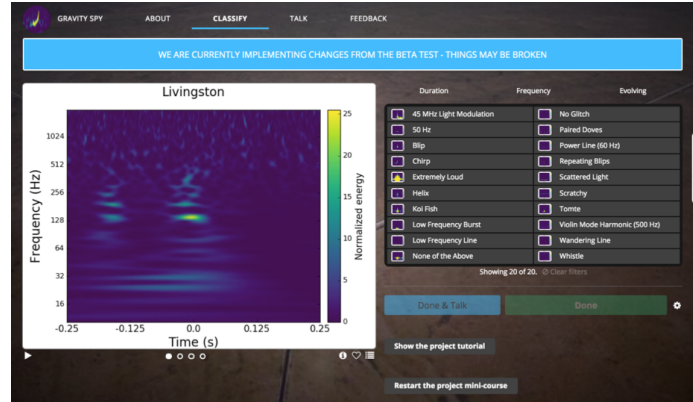 GRAVITY SPY ABOUT CLASSIFY TALK FEEDBACK
WE ARE CURRENTLY IMPLEMENTING CHANGES FROM THE BETA TEST - THINGS MAY BE BROKEN
Livingston
Frequency (Hz)
1024
512
256
128
64
32
16
-0.25 -0.125 0.0 0.125 0.25
Time (s)
25
20
15
10
5
0
Normalized energy
Duration Frequency Evolving
45 MHz Light Modulation No Glitch
50 Hz Paired Doves
Blip Power Line (60 Hz)
Chirp Repeating Blips
Extremely Loud Scattered Light
Helix Scratchy
Koi Fish Tomte
Low Frequency Burst Violin Mode Harmonic (500 Hz)
Low Frequency Line Wandering Line
None of the Above Whistle
Showing 20 of 20. Clear filters
Done & Talk Done
Show the project tutorial
Restart the project mini-course